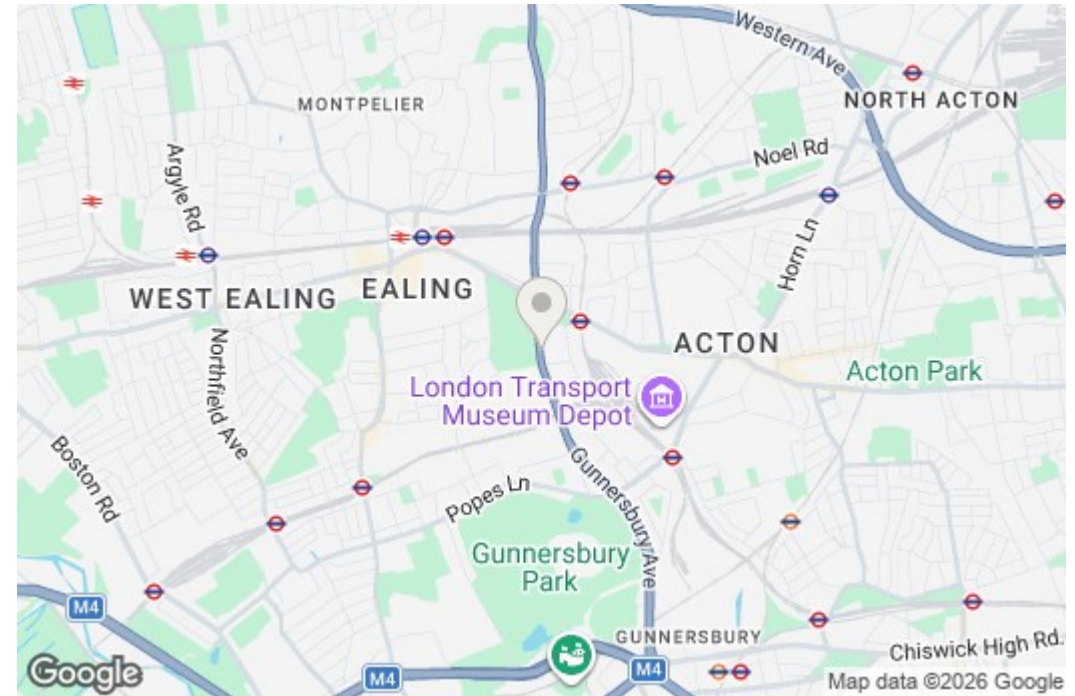 Western Ave
MONTPELIER
NORTH ACTON
Noel Rd
Argyle Rd
Horn Ln
WEST EALING
EALING
ACTON
Northfield Ave
London Transport
Museum Depot
Acton Park
Boston Rd
Popes Ln
Gunnersbury Ave
Gunnersbury
Park
M4
GUNNERSBURY
Chiswick High Rd.
M4
M4
Google
Map data ©2026 Google